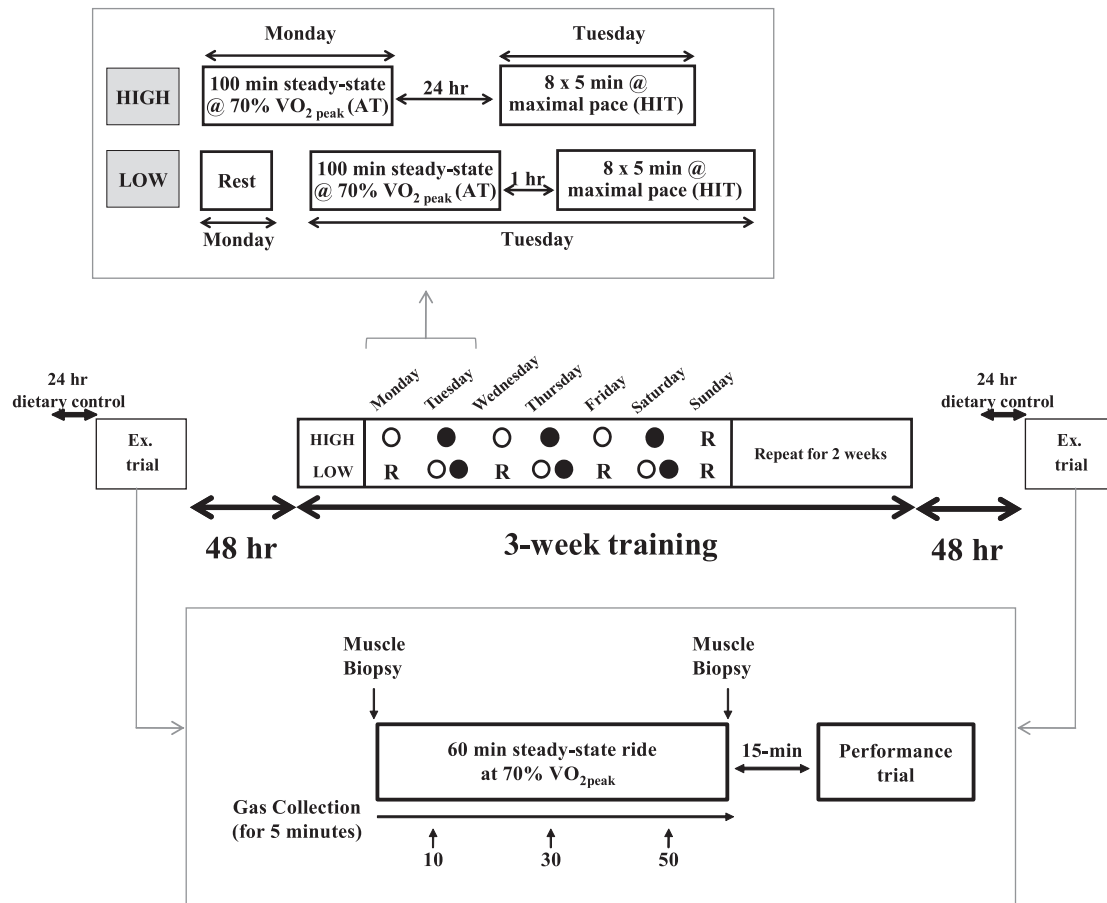 Monday
Tuesday
HIGH
100 min steady-state
@ 70% VO2 peak (AT)
24 hr
8 x 5 min @
maximal pace (HIT)
LOW
Rest
100 min steady-state
@ 70% VO2 peak (AT)
1 hr
8 x 5 min @
maximal pace (HIT)
Monday
Tuesday
24 hr
dietary control
Ex.
trial
Monday
Tuesday
Wednesday
Thursday
Friday
Saturday
Sunday
HIGH
R
LOW
R
R
R
R
Repeat for 2 weeks
24 hr
dietary control
Ex.
trial
48 hr
3-week training
48 hr
Muscle
Biopsy
Muscle
Biopsy
60 min steady-state ride
at 70% VO2peak
15-min
Performance
trial
Gas Collection
(for 5 minutes)
10
30
50